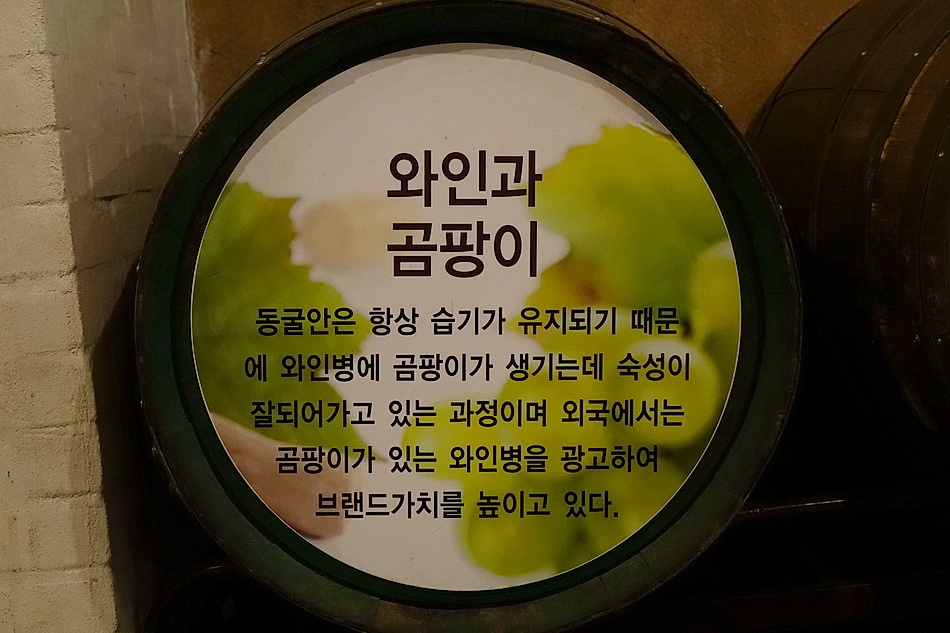 와인과
곰팡이
동굴안은 항상 습기가 유지되기 때문
에 와인병에 곰팡이가 생기는데 숙성이
잘되어가고 있는 과정이며 외국에서는
곰팡이가 있는 와인병을 광고하여
브랜드가치를 높이고 있다.